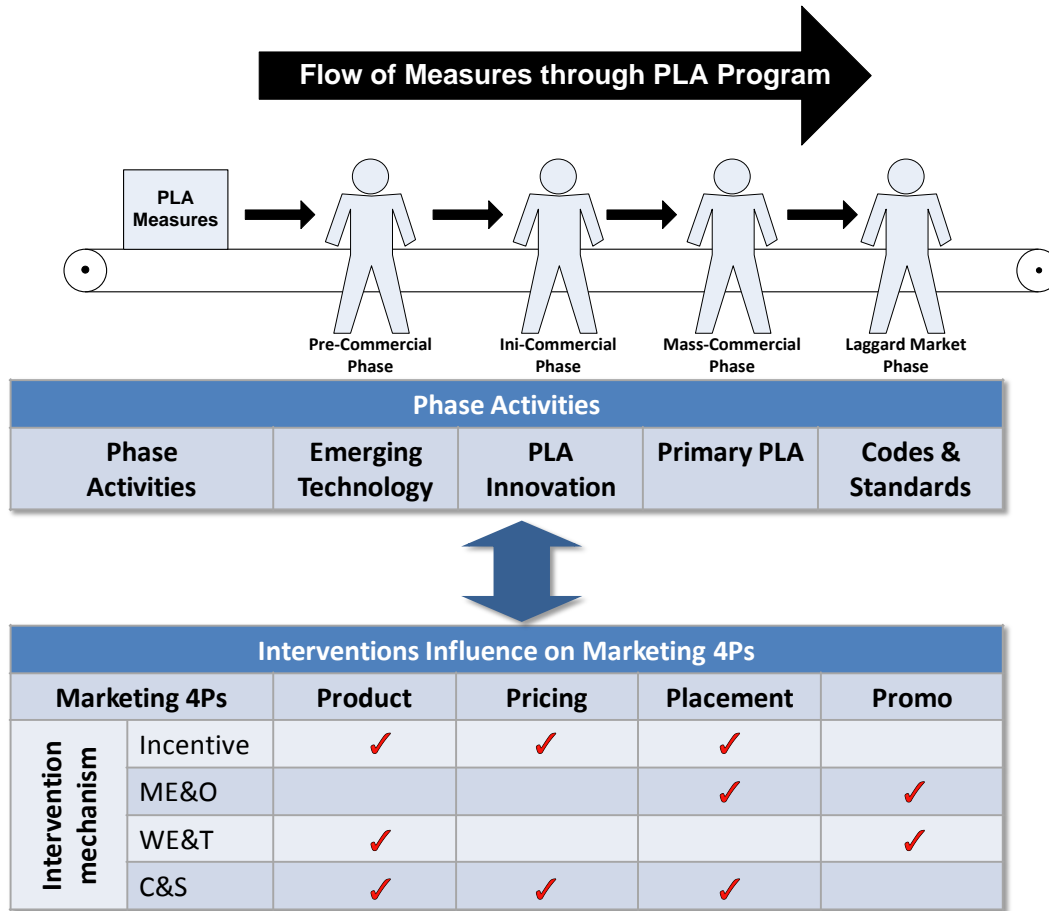 Flow of Measures through PLA Program
PLA
Measures
Pre-Commercial
Phase
Ini-Commercial
Phase
Mass-Commercial
Phase
Laggard Market
Phase
Phase Activities
Phase
Activities
Emerging
Technology
PLA
Innovation
Primary PLA
Codes &
Standards
Interventions Influence on Marketing 4Ps
Marketing 4Ps
Product
Pricing
Placement
Promo
Intervention
mechanism
Incentive ✓ ✓ ✓
ME&O ✓ ✓
WE&T ✓ ✓
C&S ✓ ✓ ✓